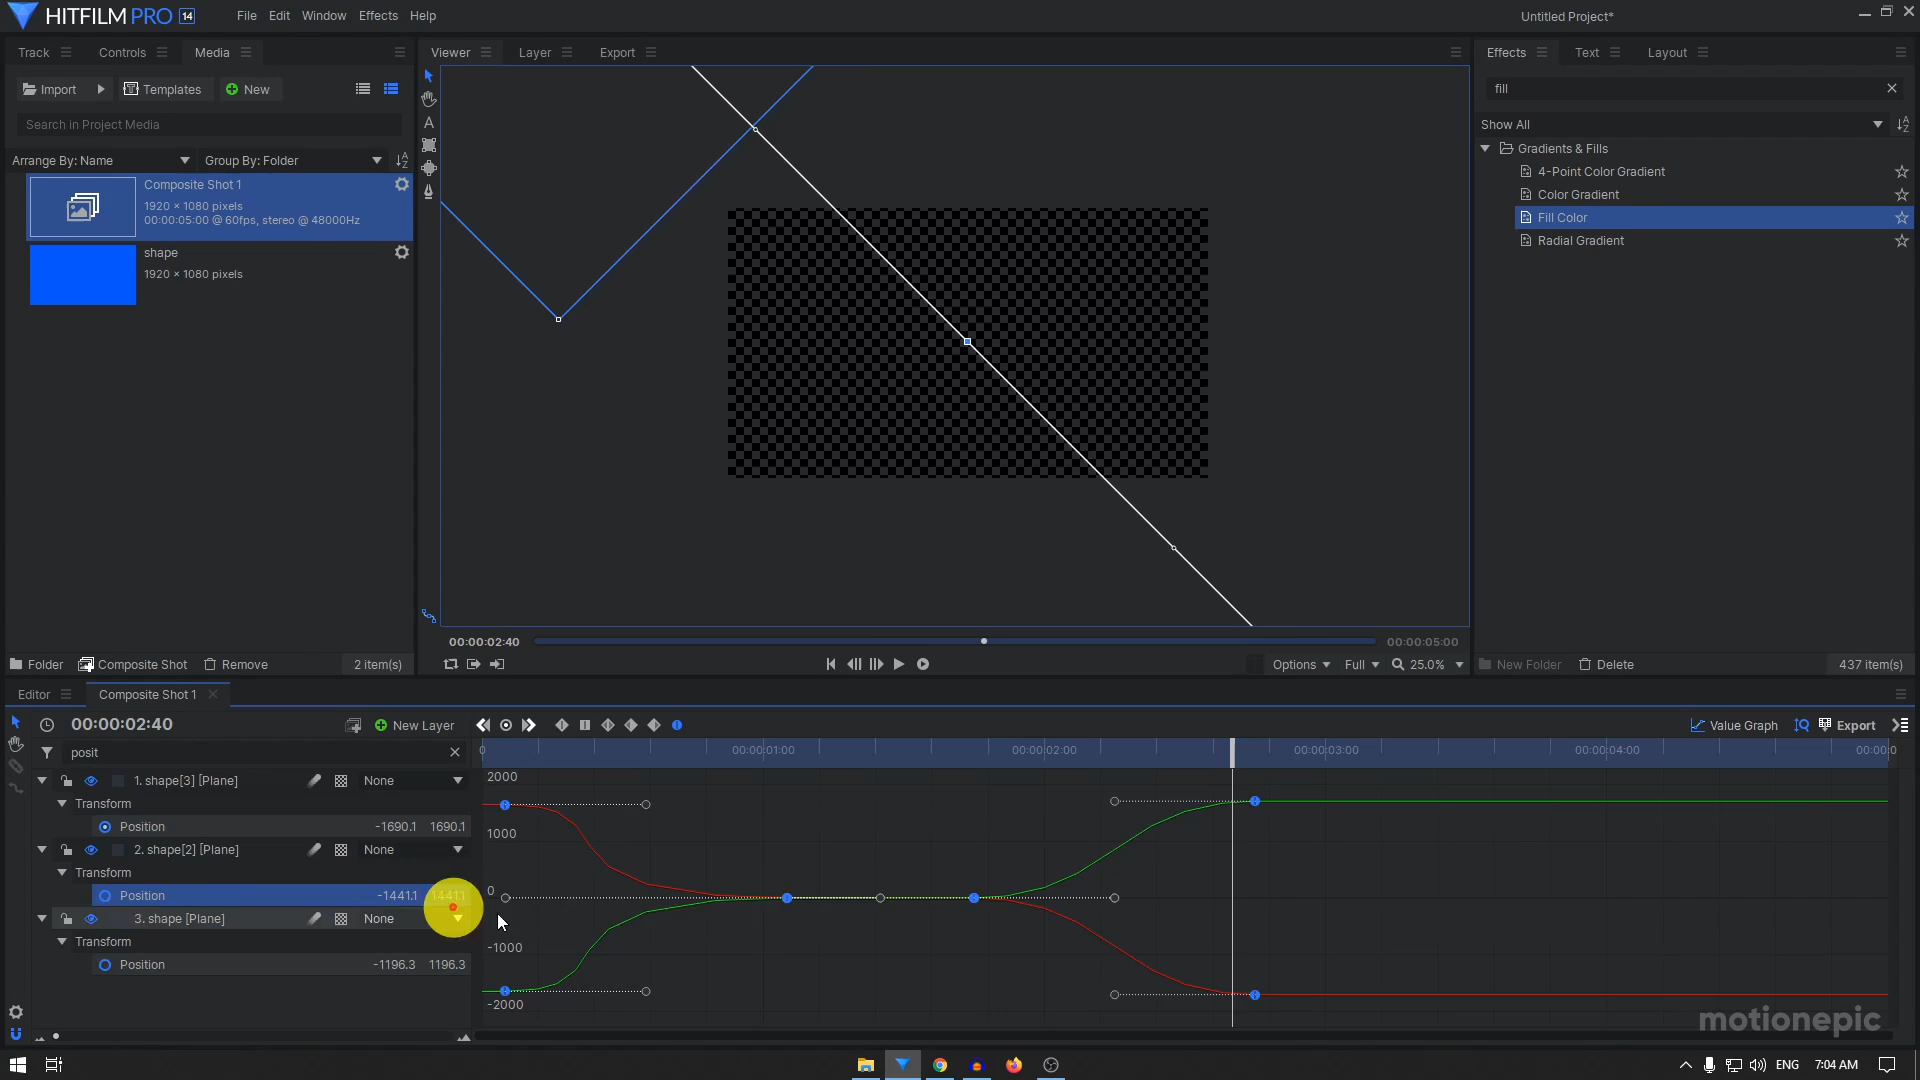 HITFILM PRO 14
File Edit Window Effects Help
Untitled Project*
Track Controls Media
Viewer Layer Export
Effects Text Layout
Import Templates New
fill
Search in Project Media
Show All
Arrange By: Name Group By: Folder
Gradients & Fills
4-Point Color Gradient
Color Gradient
Fill Color
Radial Gradient
Composite Shot 1
1920 × 1080 pixels
00:00:05:00 @ 60fps, stereo @ 48000Hz
shape
1920 × 1080 pixels
00:00:02:40 00:00:05:00
Folder Composite Shot Remove 2 item(s)
Options Full 25.0%
New Folder Delete 437 item(s)
Editor Composite Shot 1
00:00:02:40 New Layer Value Graph Export
posit
0 00:00:01:00 00:00:02:00 00:00:03:00 00:00:04:00 00:00:0
1. shape[3] [Plane] None 2000
Transform
Position -1690.1 1690.1 1000
2. shape[2] [Plane] None
Transform
Position -1441.1 1441.1 0
3. shape [Plane] None
Transform -1000
Position -1196.3 1196.3
-2000
motionepic
ENG 7:04 AM